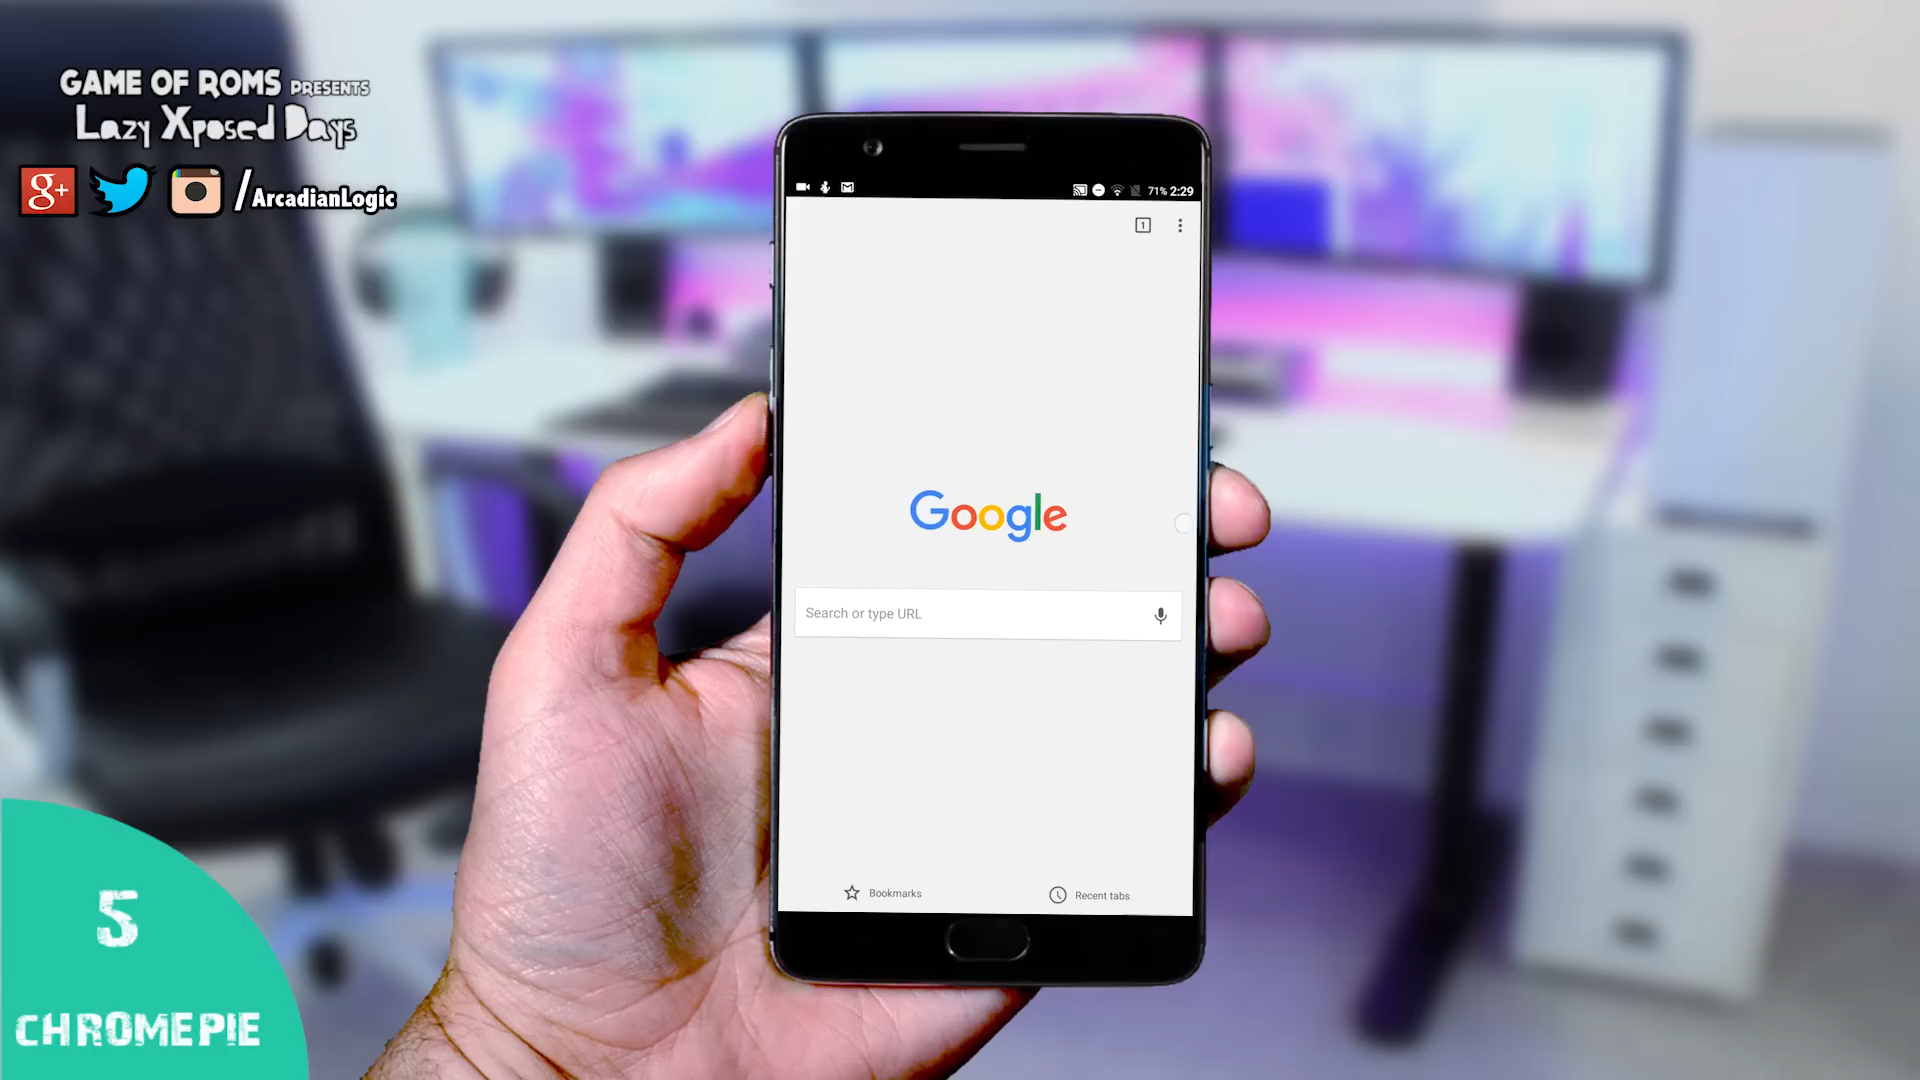 GAME OF ROMS PRESENTS
Lazy Xposed Days
g+
/ArcadianLogic
71% 2:29
1
Google
Search or type URL
Bookmarks
Recent tabs
5
CHROMEPIE